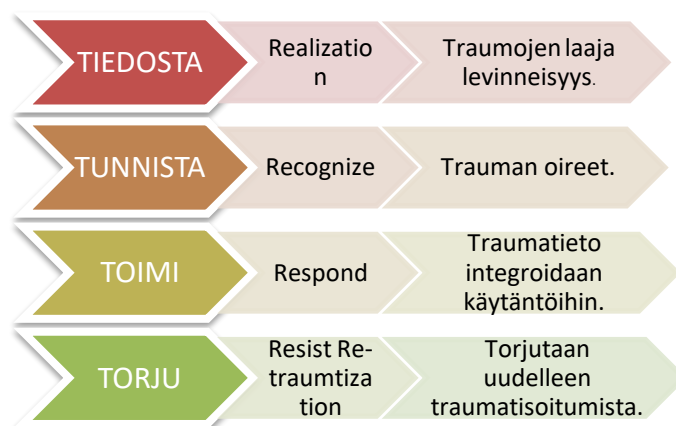 TIEDOSTA
Realizatio
n
Traumojen laaja
levinneisyys.
TUNNISTA
Recognize
Trauman oireet.
TOIMI
Respond
Traumatieto
integroidaan
käytäntöihin.
TORJU
Resist Re-
traumtiza
tion
Torjutaan
uudelleen
traumatisoitumista.